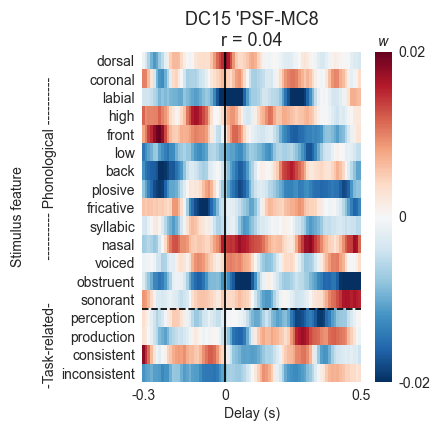 DC15 'PSF-MC8
r = 0.04
w
dorsal
coronal
labial
high
front
low
back
plosive
fricative
syllabic
nasal
voiced
obstruent
sonorant
perception
production
consistent
inconsistent
Stimulus feature
---------- Phonological ----------
-Task-related-
0.02
0
-0.02
-0.3 0 0.5
Delay (s)